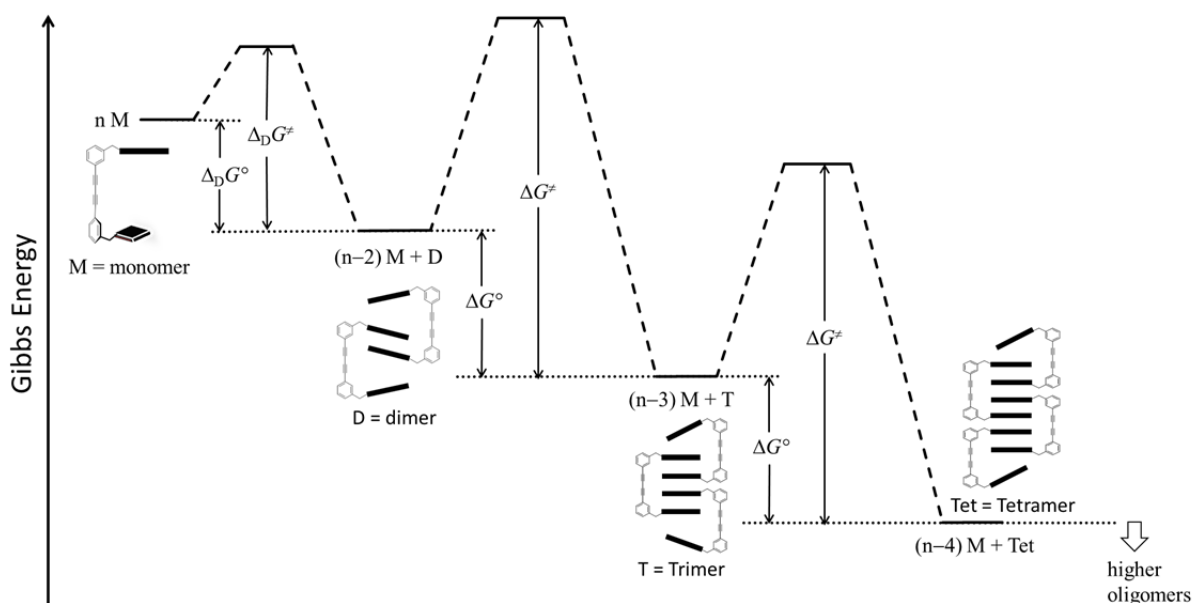 Gibbs Energy
n M
M = monomer
Δ_DG°
Δ_DG≠
(n–2) M + D
D = dimer
ΔG°
ΔG≠
(n–3) M + T
T = Trimer
ΔG°
ΔG≠
Tet = Tetramer
(n–4) M + Tet
higher
oligomers